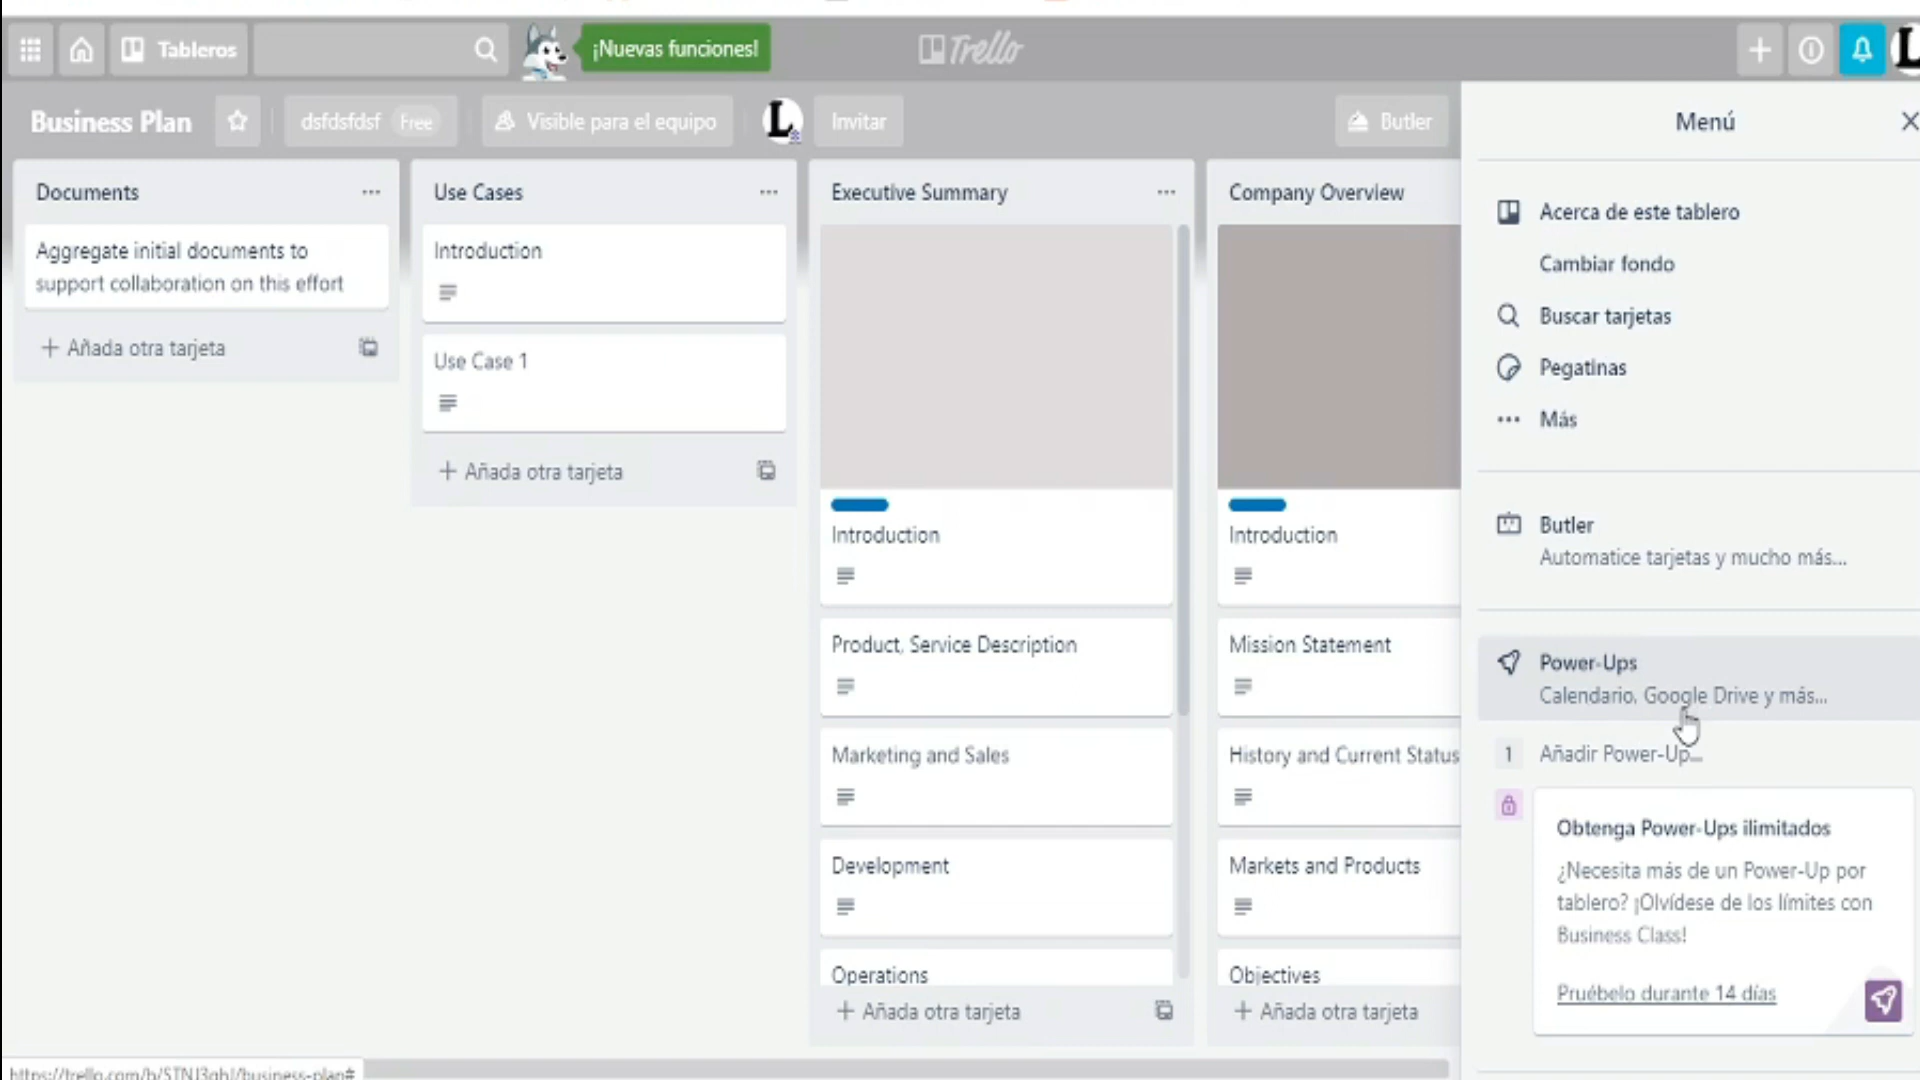 Tableros
¡Nuevas funciones!
Trello
Business Plan
dsfdsfdsf Free
Visible para el equipo
L
Invitar
Butler
Menú
Documents
Aggregate initial documents to
support collaboration on this effort
Añada otra tarjeta
Use Cases
Introduction
Use Case 1
Añada otra tarjeta
Executive Summary
Introduction
Product, Service Description
Marketing and Sales
Development
Operations
Añada otra tarjeta
Company Overview
Introduction
Mission Statement
History and Current Status
Markets and Products
Objectives
Añada otra tarjeta
Acerca de este tablero
Cambiar fondo
Buscar tarjetas
Pegatinas
Más
Butler
Automatice tarjetas y mucho más...
Power-Ups
Calendario, Google Drive y más...
1 Añadir Power-Up...
Obtenga Power-Ups ilimitados
¿Necesita más de un Power-Up por
tablero? ¡Olvídese de los límites con
Business Class!
Pruébelo durante 14 días